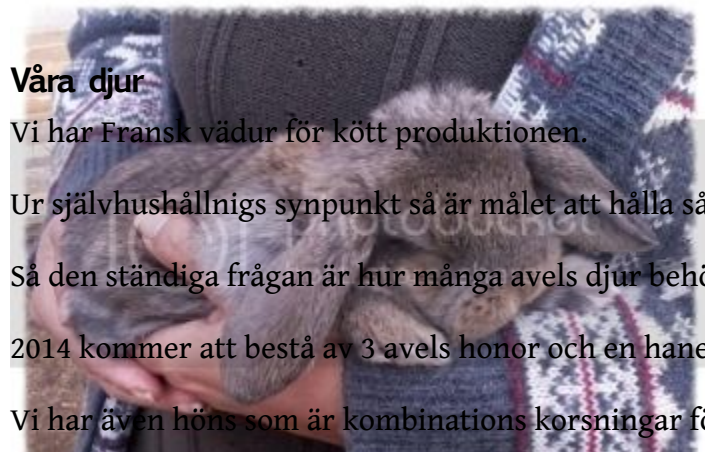 Våra djur
Vi har Fransk vädur för kött produktionen.
Ur självhushållnigs synpunkt så är målet att hålla så
Så den ständiga frågan är hur många avels djur behö
2014 kommer att bestå av 3 avels honor och en hane
Vi har även höns som är kombinations korsningar fö
photobucket